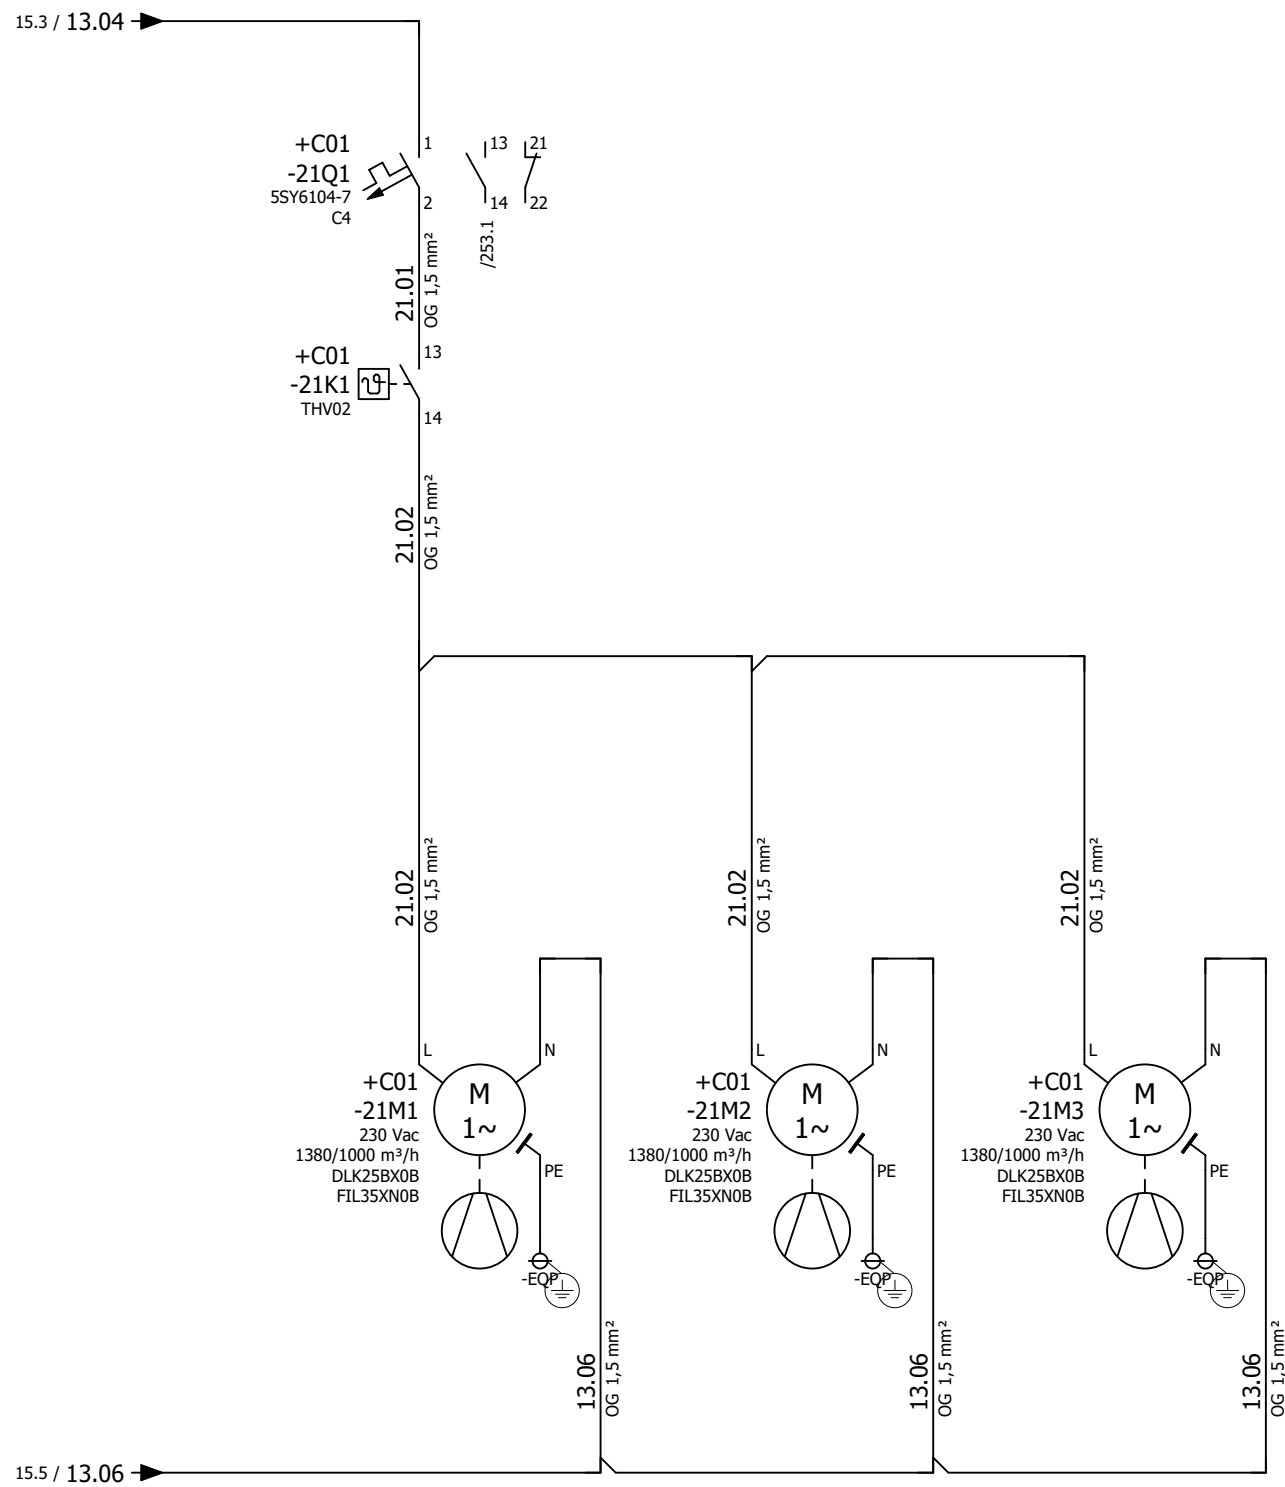 15.3 / 13.04
+C01
-21Q1
5SY6104-7
C4
1
2
13
14
21
22
/253.1
21.01
OG 1,5 mm²
+C01
-21K1
THV02
ϑ
13
14
21.02
OG 1,5 mm²
21.02
OG 1,5 mm²
21.02
OG 1,5 mm²
21.02
OG 1,5 mm²
L
N
+C01
-21M1
230 Vac
1380/1000 m³/h
DLK25BX0B
FIL35XN0B
M
1~
PE
-EQP
L
N
+C01
-21M2
230 Vac
1380/1000 m³/h
DLK25BX0B
FIL35XN0B
M
1~
PE
-EQP
L
N
+C01
-21M3
230 Vac
1380/1000 m³/h
DLK25BX0B
FIL35XN0B
M
1~
PE
-EQP
13.06
OG 1,5 mm²
13.06
OG 1,5 mm²
13.06
OG 1,5 mm²
15.5 / 13.06